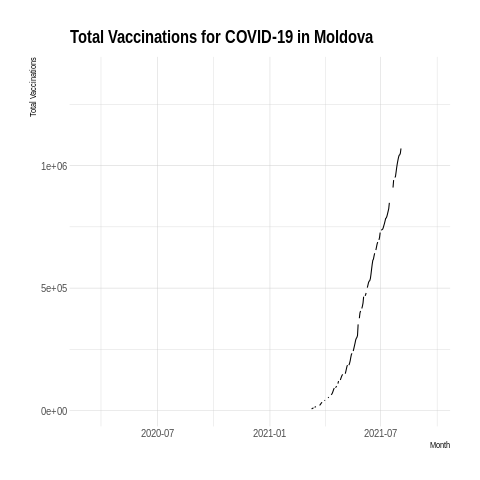 Total Vaccinations for COVID-19 in Moldova
Total Vaccinations
1e+06
5e+05
0e+00
2020-07 2021-01 2021-07
Month